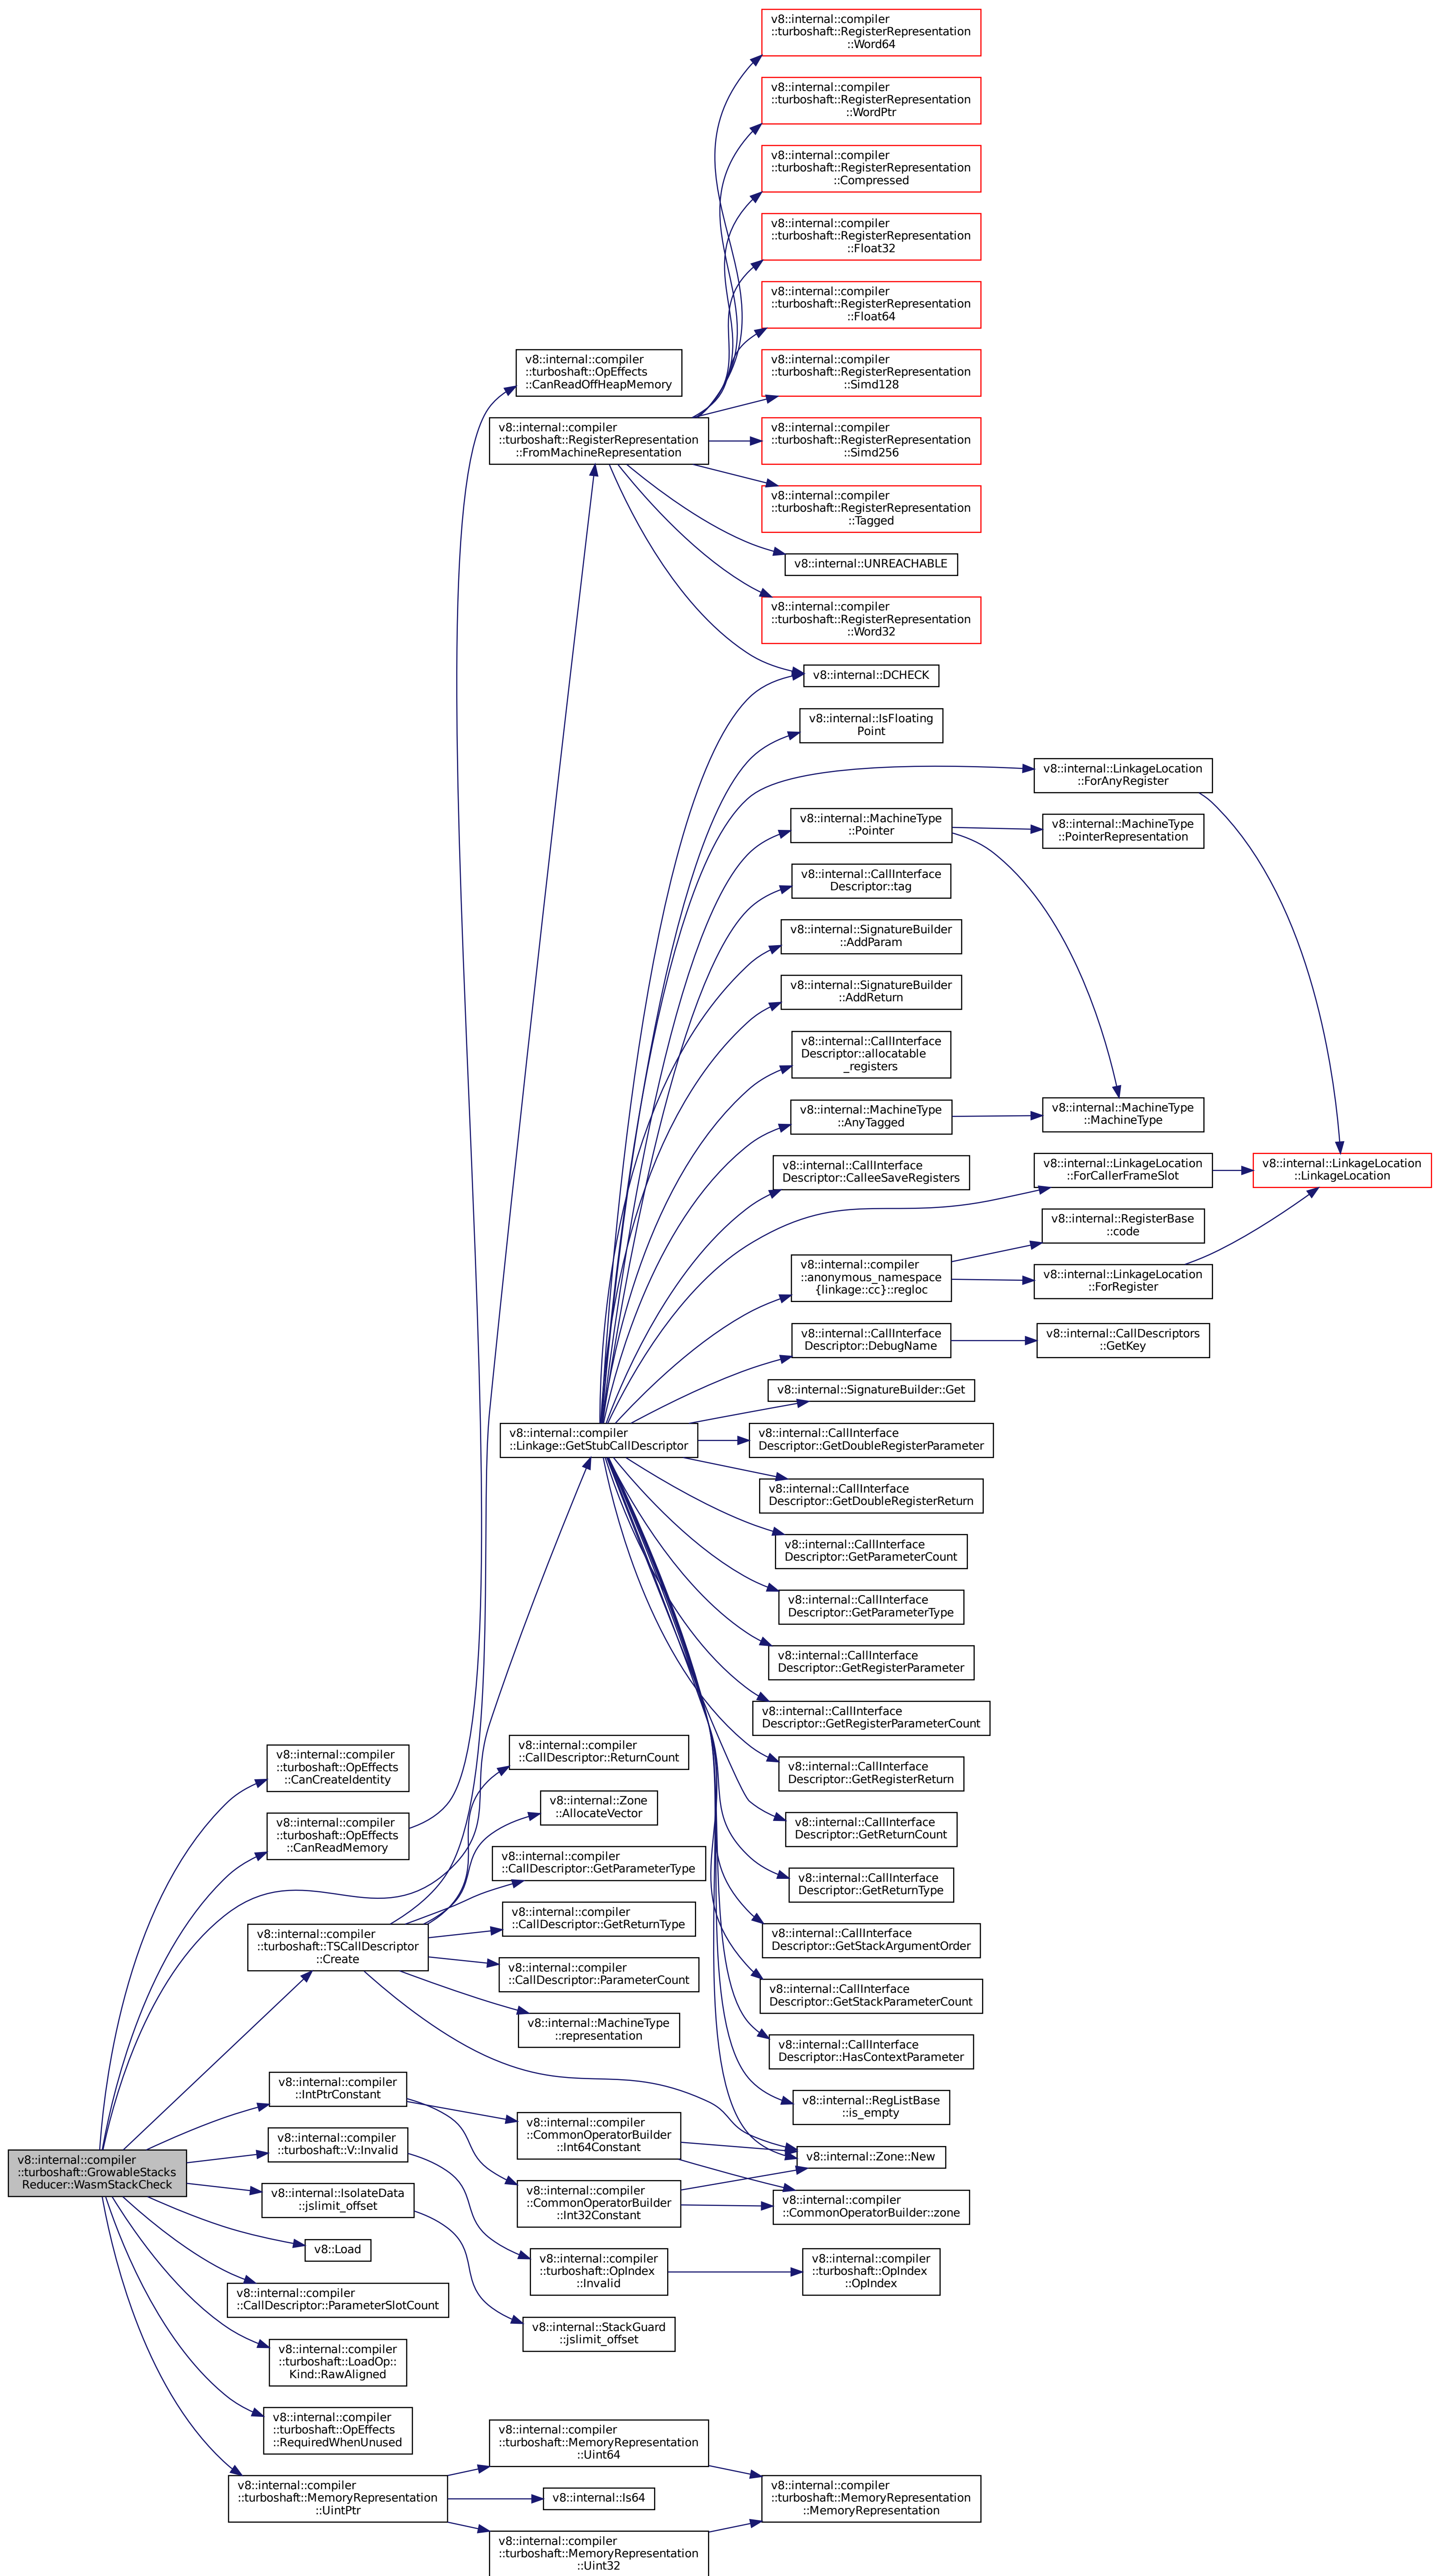 v8::internal::compiler
::turboshaft::RegisterRepresentation
::Word64
v8::internal::compiler
::turboshaft::RegisterRepresentation
::WordPtr
v8::internal::compiler
::turboshaft::RegisterRepresentation
::Compressed
v8::internal::compiler
::turboshaft::RegisterRepresentation
::Float32
v8::internal::compiler
::turboshaft::RegisterRepresentation
::Float64
v8::internal::compiler
::turboshaft::RegisterRepresentation
::Simd128
v8::internal::compiler
::turboshaft::OpEffects
::CanReadOffHeapMemory
v8::internal::compiler
::turboshaft::RegisterRepresentation
::FromMachineRepresentation
v8::internal::compiler
::turboshaft::RegisterRepresentation
::Simd256
v8::internal::compiler
::turboshaft::RegisterRepresentation
::Tagged
v8::internal::UNREACHABLE
v8::internal::compiler
::turboshaft::RegisterRepresentation
::Word32
v8::internal::DCHECK
v8::internal::IsFloating
Point
v8::internal::LinkageLocation
::ForAnyRegister
v8::internal::MachineType
::Pointer
v8::internal::MachineType
::PointerRepresentation
v8::internal::CallInterface
Descriptor::tag
v8::internal::SignatureBuilder
::AddParam
v8::internal::SignatureBuilder
::AddReturn
v8::internal::CallInterface
Descriptor::allocatable
_registers
v8::internal::MachineType
::AnyTagged
v8::internal::MachineType
::MachineType
v8::internal::CallInterface
Descriptor::CalleeSaveRegisters
v8::internal::LinkageLocation
::ForCallerFrameSlot
v8::internal::LinkageLocation
::LinkageLocation
v8::internal::RegisterBase
::code
v8::internal::compiler
::anonymous_namespace
{linkage::cc}::regloc
v8::internal::LinkageLocation
::ForRegister
v8::internal::CallInterface
Descriptor::DebugName
v8::internal::CallDescriptors
::GetKey
v8::internal::SignatureBuilder::Get
v8::internal::compiler
::Linkage::GetStubCallDescriptor
v8::internal::CallInterface
Descriptor::GetDoubleRegisterParameter
v8::internal::CallInterface
Descriptor::GetDoubleRegisterReturn
v8::internal::CallInterface
Descriptor::GetParameterCount
v8::internal::CallInterface
Descriptor::GetParameterType
v8::internal::CallInterface
Descriptor::GetRegisterParameter
v8::internal::CallInterface
Descriptor::GetRegisterParameterCount
v8::internal::compiler
::CallDescriptor::ReturnCount
v8::internal::CallInterface
Descriptor::GetRegisterReturn
v8::internal::compiler
::turboshaft::OpEffects
::CanCreateIdentity
v8::internal::Zone
::AllocateVector
v8::internal::CallInterface
Descriptor::GetReturnCount
v8::internal::compiler
::turboshaft::OpEffects
::CanReadMemory
v8::internal::compiler
::CallDescriptor::GetParameterType
v8::internal::CallInterface
Descriptor::GetReturnType
v8::internal::compiler
::CallDescriptor::GetReturnType
v8::internal::compiler
::turboshaft::TSCallDescriptor
::Create
v8::internal::CallInterface
Descriptor::GetStackArgumentOrder
v8::internal::compiler
::CallDescriptor::ParameterCount
v8::internal::CallInterface
Descriptor::GetStackParameterCount
v8::internal::MachineType
::representation
v8::internal::CallInterface
Descriptor::HasContextParameter
v8::internal::compiler
::IntPtrConstant
v8::internal::RegListBase
::is_empty
v8::internal::compiler
::CommonOperatorBuilder
::Int64Constant
v8::internal::compiler
::turboshaft::V::Invalid
v8::internal::Zone::New
v8::internal::compiler
::turboshaft::GrowableStacks
Reducer::WasmStackCheck
v8::internal::IsolateData
::jslimit_offset
v8::internal::compiler
::CommonOperatorBuilder
::Int32Constant
v8::internal::compiler
::CommonOperatorBuilder::zone
v8::Load
v8::internal::compiler
::turboshaft::OpIndex
::Invalid
v8::internal::compiler
::turboshaft::OpIndex
::OpIndex
v8::internal::compiler
::CallDescriptor::ParameterSlotCount
v8::internal::StackGuard
::jslimit_offset
v8::internal::compiler
::turboshaft::LoadOp::
Kind::RawAligned
v8::internal::compiler
::turboshaft::OpEffects
::RequiredWhenUnused
v8::internal::compiler
::turboshaft::MemoryRepresentation
::Uint64
v8::internal::compiler
::turboshaft::MemoryRepresentation
::UintPtr
v8::internal::Is64
v8::internal::compiler
::turboshaft::MemoryRepresentation
::MemoryRepresentation
v8::internal::compiler
::turboshaft::MemoryRepresentation
::Uint32